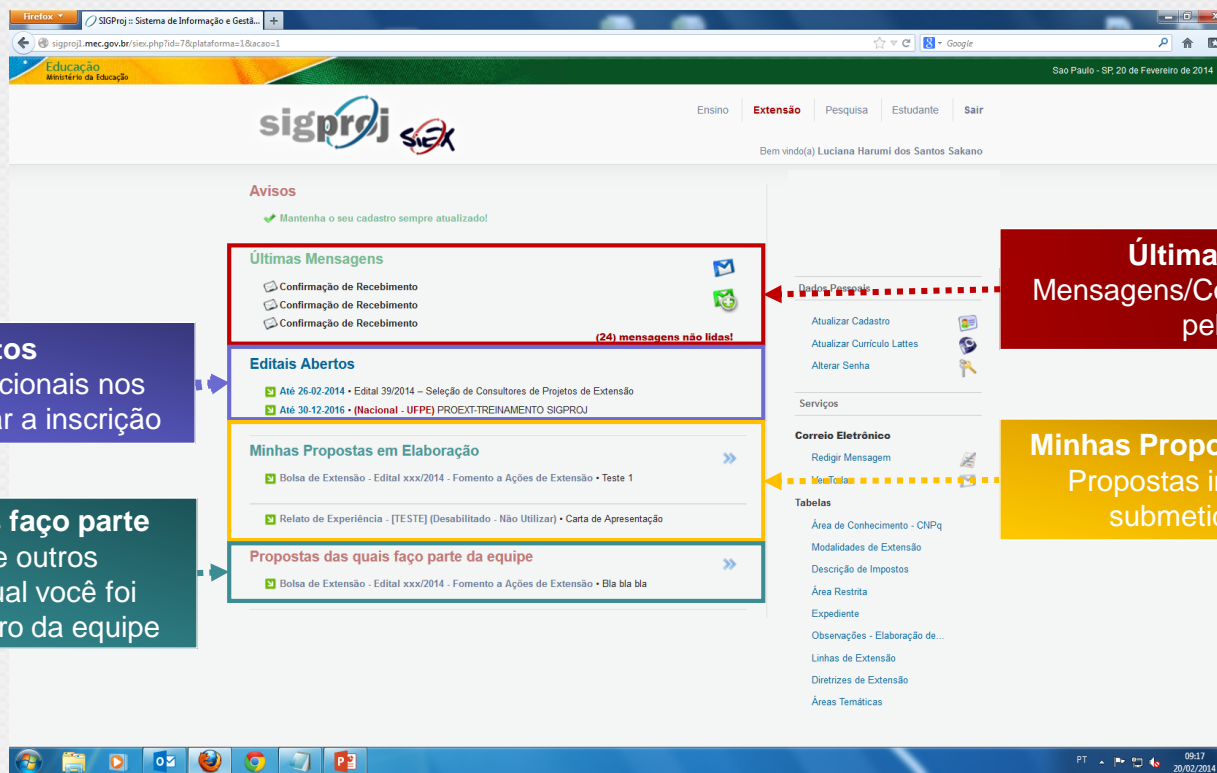 Firefox
SIGProj :: Sistema de Informação e Gestã...
sigproj1.mec.gov.br/siex.php?id=7&plataforma=1&acao=1
Google
Educação
Ministério da Educação
Sao Paulo - SP, 20 de Fevereiro de 2014
sigproj siex
Ensino Extensão Pesquisa Estudante Sair
Bem vindo(a) Luciana Harumi dos Santos Sakano
Avisos
Mantenha o seu cadastro sempre atualizado!
Últimas Mensagens
Confirmação de Recebimento
Confirmação de Recebimento
Confirmação de Recebimento
(24) mensagens não lidas!
Editais Abertos
Até 26-02-2014 • Edital 39/2014 – Seleção de Consultores de Projetos de Extensão
Até 30-12-2016 • (Nacional - UFPE) PROEXT-TREINAMENTO SIGPROJ
Minhas Propostas em Elaboração
Bolsa de Extensão - Edital xxx/2014 - Fomento a Ações de Extensão • Teste 1
Relato de Experiência - [TESTE] (Desabilitado - Não Utilizar) • Carta de Apresentação
Propostas das quais faço parte da equipe
Bolsa de Extensão - Edital xxx/2014 - Fomento a Ações de Extensão • Bla bla bla
tos
cionais nos
ar a inscrição
s faço parte
e outros
ual você foi
ro da equipe
Dados Pessoais
Atualizar Cadastro
Atualizar Currículo Lattes
Alterar Senha
Serviços
Correio Eletrônico
Redigir Mensagem
Ver Todas
Tabelas
Área de Conhecimento - CNPq
Modalidades de Extensão
Descrição de Impostos
Área Restrita
Expediente
Observações - Elaboração de...
Linhas de Extensão
Diretrizes de Extensão
Áreas Temáticas
Última
Mensagens/Co
pel
Minhas Propo
Propostas i
submetid
PT
09:17
20/02/2014